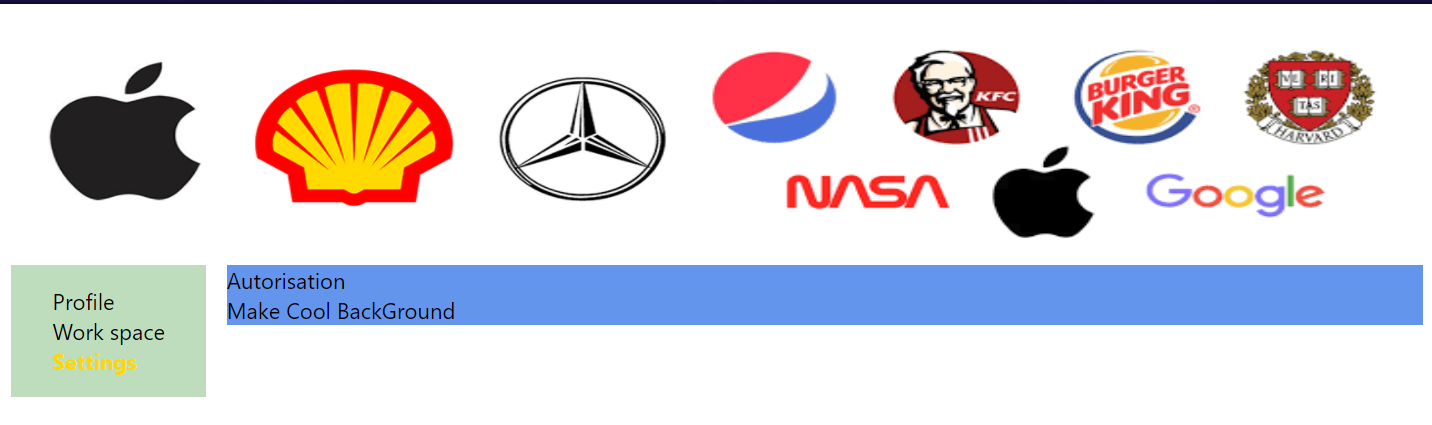 KFC
BURGER
KING
®
VE RI
TAS
HARVARD
NASA
Google
Profile
Work space
Settings
Autorisation
Make Cool BackGround